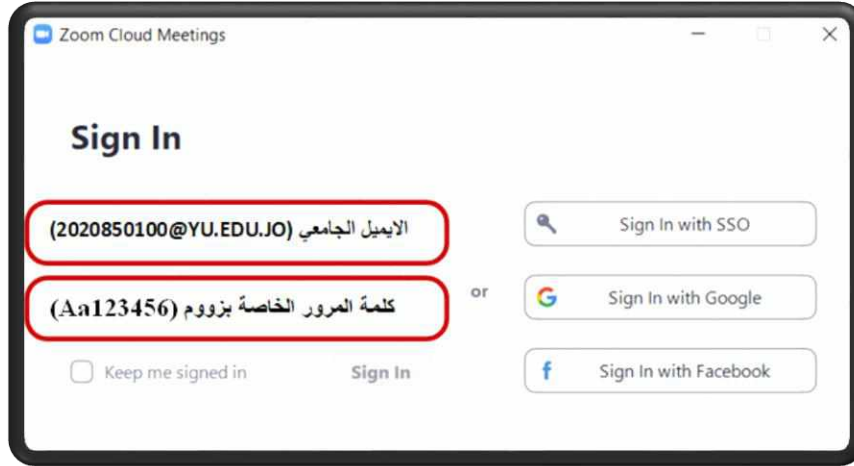 Zoom Cloud Meetings
Sign In
الايميل الجامعي (2020850100@YU.EDU.JO)
كلمة المرور الخاصة بزووم (Aa123456)
Keep me signed in
Sign In
or
Sign In with SSO
Sign In with Google
Sign In with Facebook